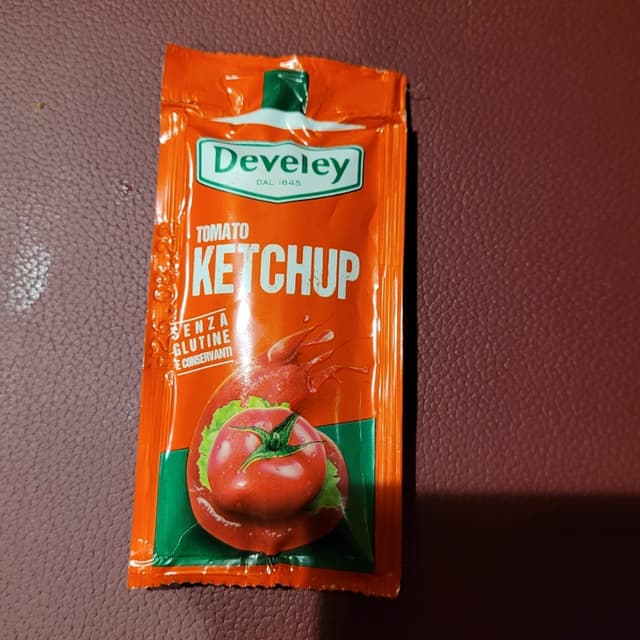 Develey
DAL 1845
TOMATO
KETCHUP
SENZA
GLUTINE
E CONSERVANTI